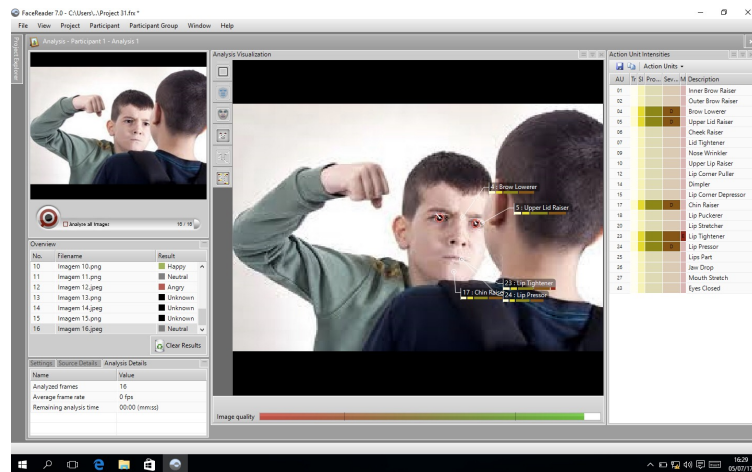 FaceReader 7.0 - C:\Users\...\Project 31.frx*
File View Project Participant Participant Group Window Help
Project Explorer
Analysis - Participant 1 - Analysis 1
Analyze all images
16 / 16
Overview
No. Filename Result
10 Imagem 10.png Happy
11 Imagem 11.png Neutral
12 Imagem 12.jpeg Angry
13 Imagem 13.png Unknown
14 Imagem 14.jpeg Unknown
15 Imagem 15.png Unknown
16 Imagem 16.jpeg Neutral
Clear Results
Settings Source Details Analysis Details
Name Value
Analyzed frames 16
Average frame rate 0 fps
Remaining analysis time 00:00 (mm:ss)
Analysis Visualization
4 : Brow Lowerer
5 : Upper Lid Raiser
23 : Lip Tightener
17 : Chin Raise
24 : Lip Pressor
Image quality
Action Unit Intensities
Action Units
AU Tr Sl Pro... Sev... M Description
01 Inner Brow Raiser
02 Outer Brow Raiser
04 D Brow Lowerer
05 D Upper Lid Raiser
06 Cheek Raiser
07 Lid Tightener
09 Nose Wrinkler
10 Upper Lip Raiser
12 Lip Corner Puller
14 Dimpler
15 Lip Corner Depressor
17 D Chin Raiser
18 Lip Puckerer
20 Lip Stretcher
23 Lip Tightener
24 D Lip Pressor
25 Lips Part
26 Jaw Drop
27 Mouth Stretch
43 Eyes Closed
16:29